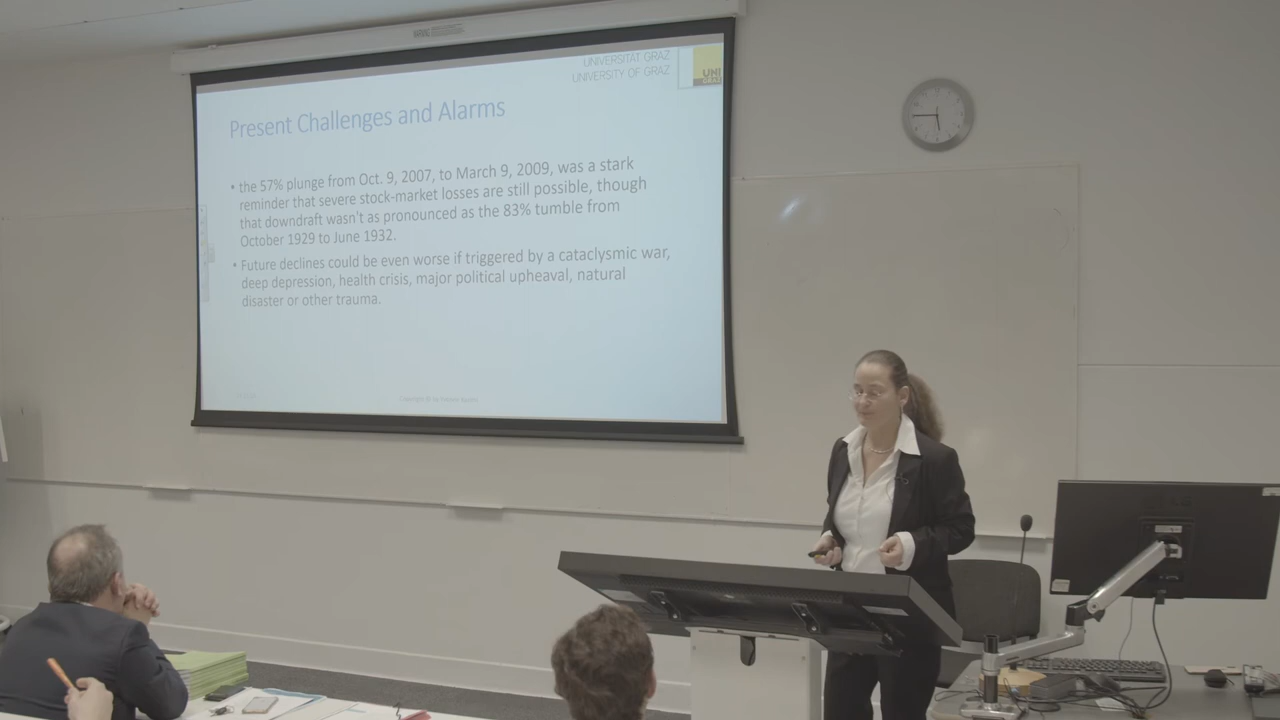 UNIVERSITÄT GRAZ
UNIVERSITY OF GRAZ
UNI
GRAZ
Present Challenges and Alarms
• the 57% plunge from Oct. 9, 2007, to March 9, 2009, was a stark
reminder that severe stock-market losses are still possible, though
that downdraft wasn't as pronounced as the 83% tumble from
October 1929 to June 1932.
• Future declines could be even worse if triggered by a cataclysmic war,
deep depression, health crisis, major political upheaval, natural
disaster or other trauma.